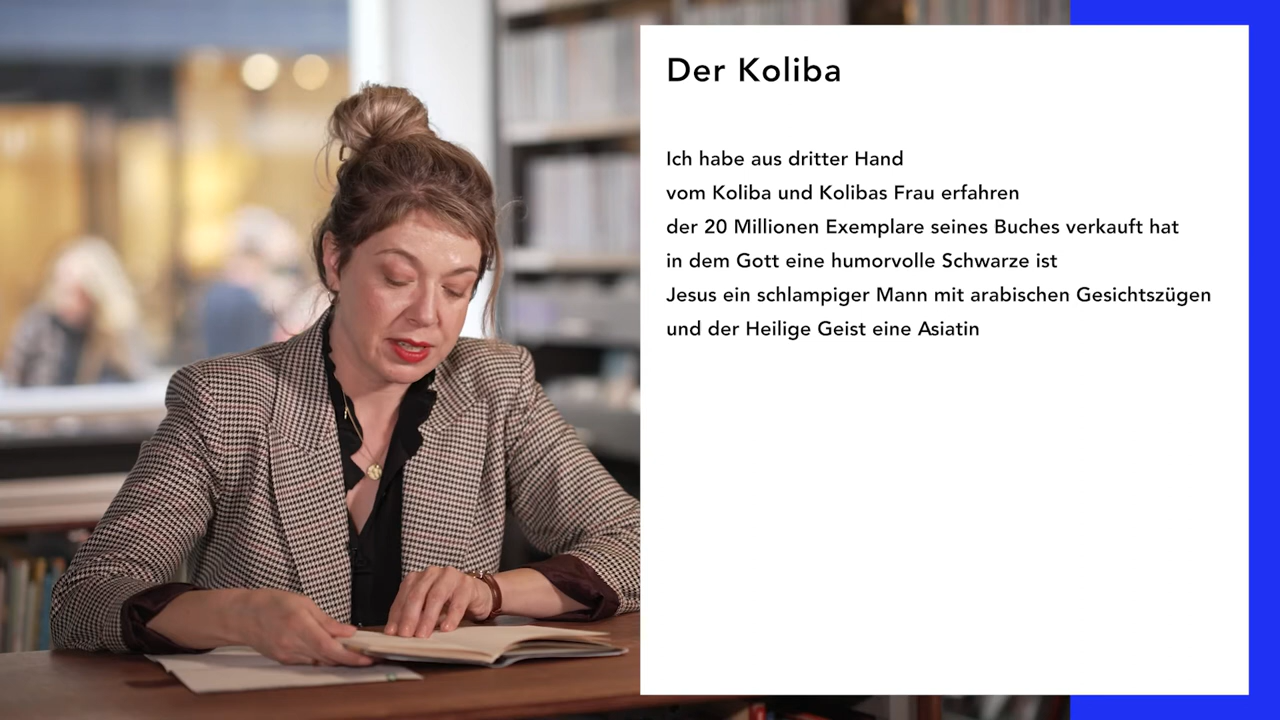 Der Koliba
Ich habe aus dritter Hand
vom Koliba und Kolibas Frau erfahren
der 20 Millionen Exemplare seines Buches verkauft hat
in dem Gott eine humorvolle Schwarze ist
Jesus ein schlampiger Mann mit arabischen Gesichtszügen
und der Heilige Geist eine Asiatin